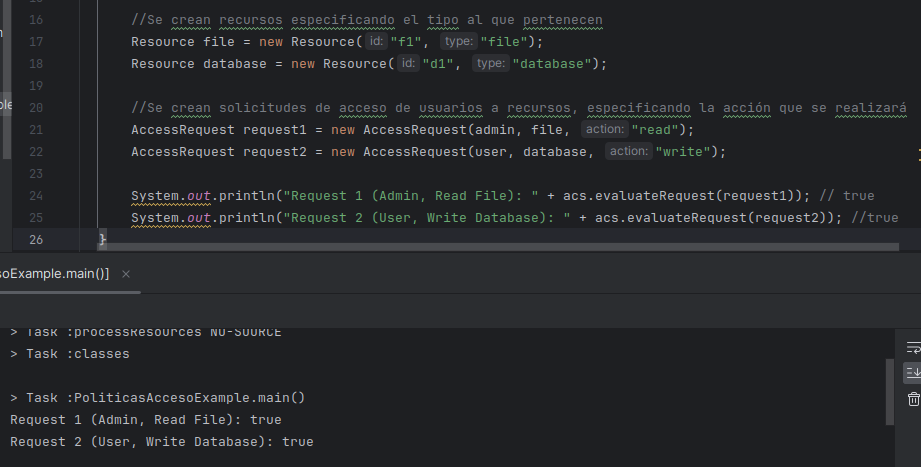 16 //Se crean recursos especificando el tipo al que pertenecen
17 Resource file = new Resource( id: "f1", type: "file");
18 Resource database = new Resource( id: "d1", type: "database");
19
20 //Se crean solicitudes de acceso de usuarios a recursos, especificando la acción que se realizará
21 AccessRequest request1 = new AccessRequest(admin, file, action: "read");
22 AccessRequest request2 = new AccessRequest(user, database, action: "write");
23
24 System.out.println("Request 1 (Admin, Read File): " + acs.evaluateRequest(request1)); // true
25 System.out.println("Request 2 (User, Write Database): " + acs.evaluateRequest(request2)); //true
26 }
soExample.main()] ×
> Task :processResources NO-SOURCE
> Task :classes
> Task :PoliticasAccesoExample.main()
Request 1 (Admin, Read File): true
Request 2 (User, Write Database): true